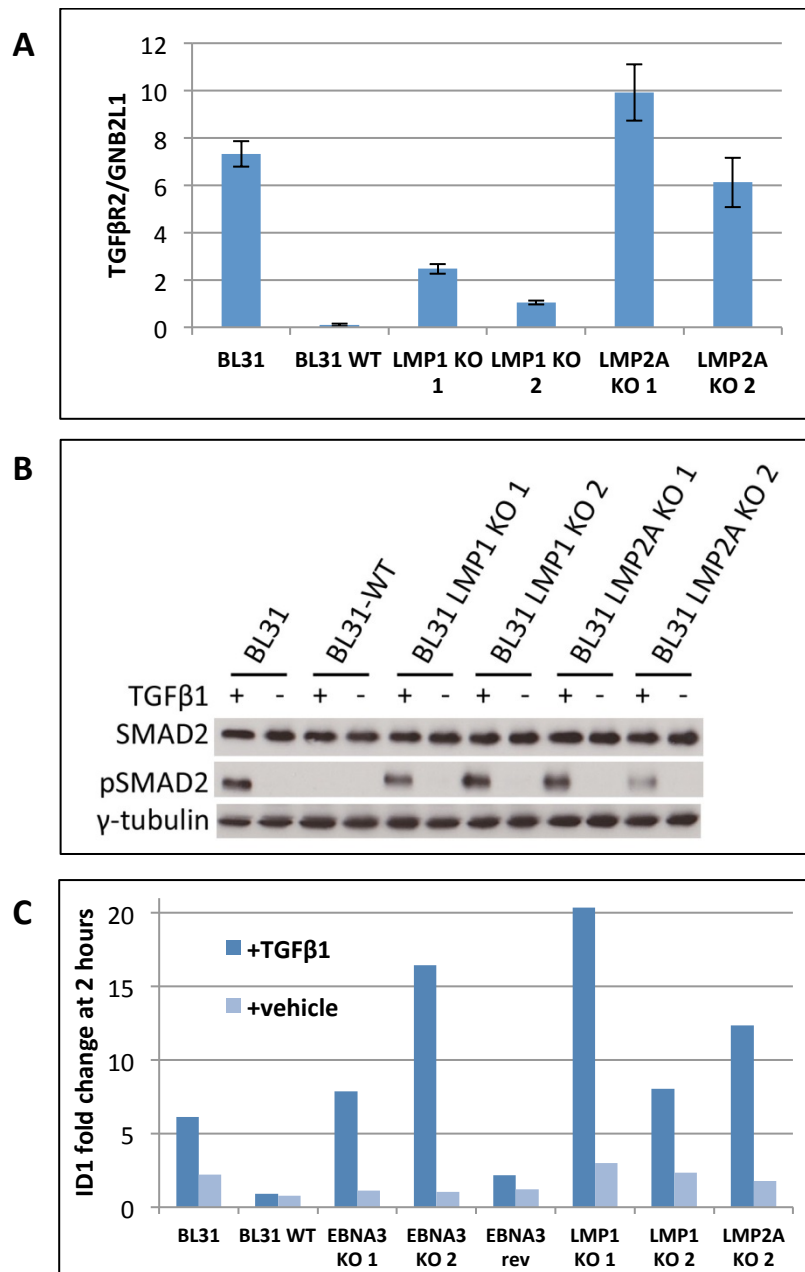 A
TGFβR2/GNB2L1
12
10
8
6
4
2
0
BL31
BL31 WT
LMP1 KO
1
LMP1 KO
2
LMP2A
KO 1
LMP2A
KO 2
B
BL31
BL31-WT
BL31 LMP1 KO 1
BL31 LMP1 KO 2
BL31 LMP2A KO 1
BL31 LMP2A KO 2
TGFβ1 + - + - + - + - + - + -
SMAD2
pSMAD2
γ-tubulin
C
ID1 fold change at 2 hours
20
15
10
5
0
+TGFβ1
+vehicle
BL31
BL31 WT
EBNA3
KO 1
EBNA3
KO 2
EBNA3
rev
LMP1
KO 1
LMP1
KO 2
LMP2A
KO 2